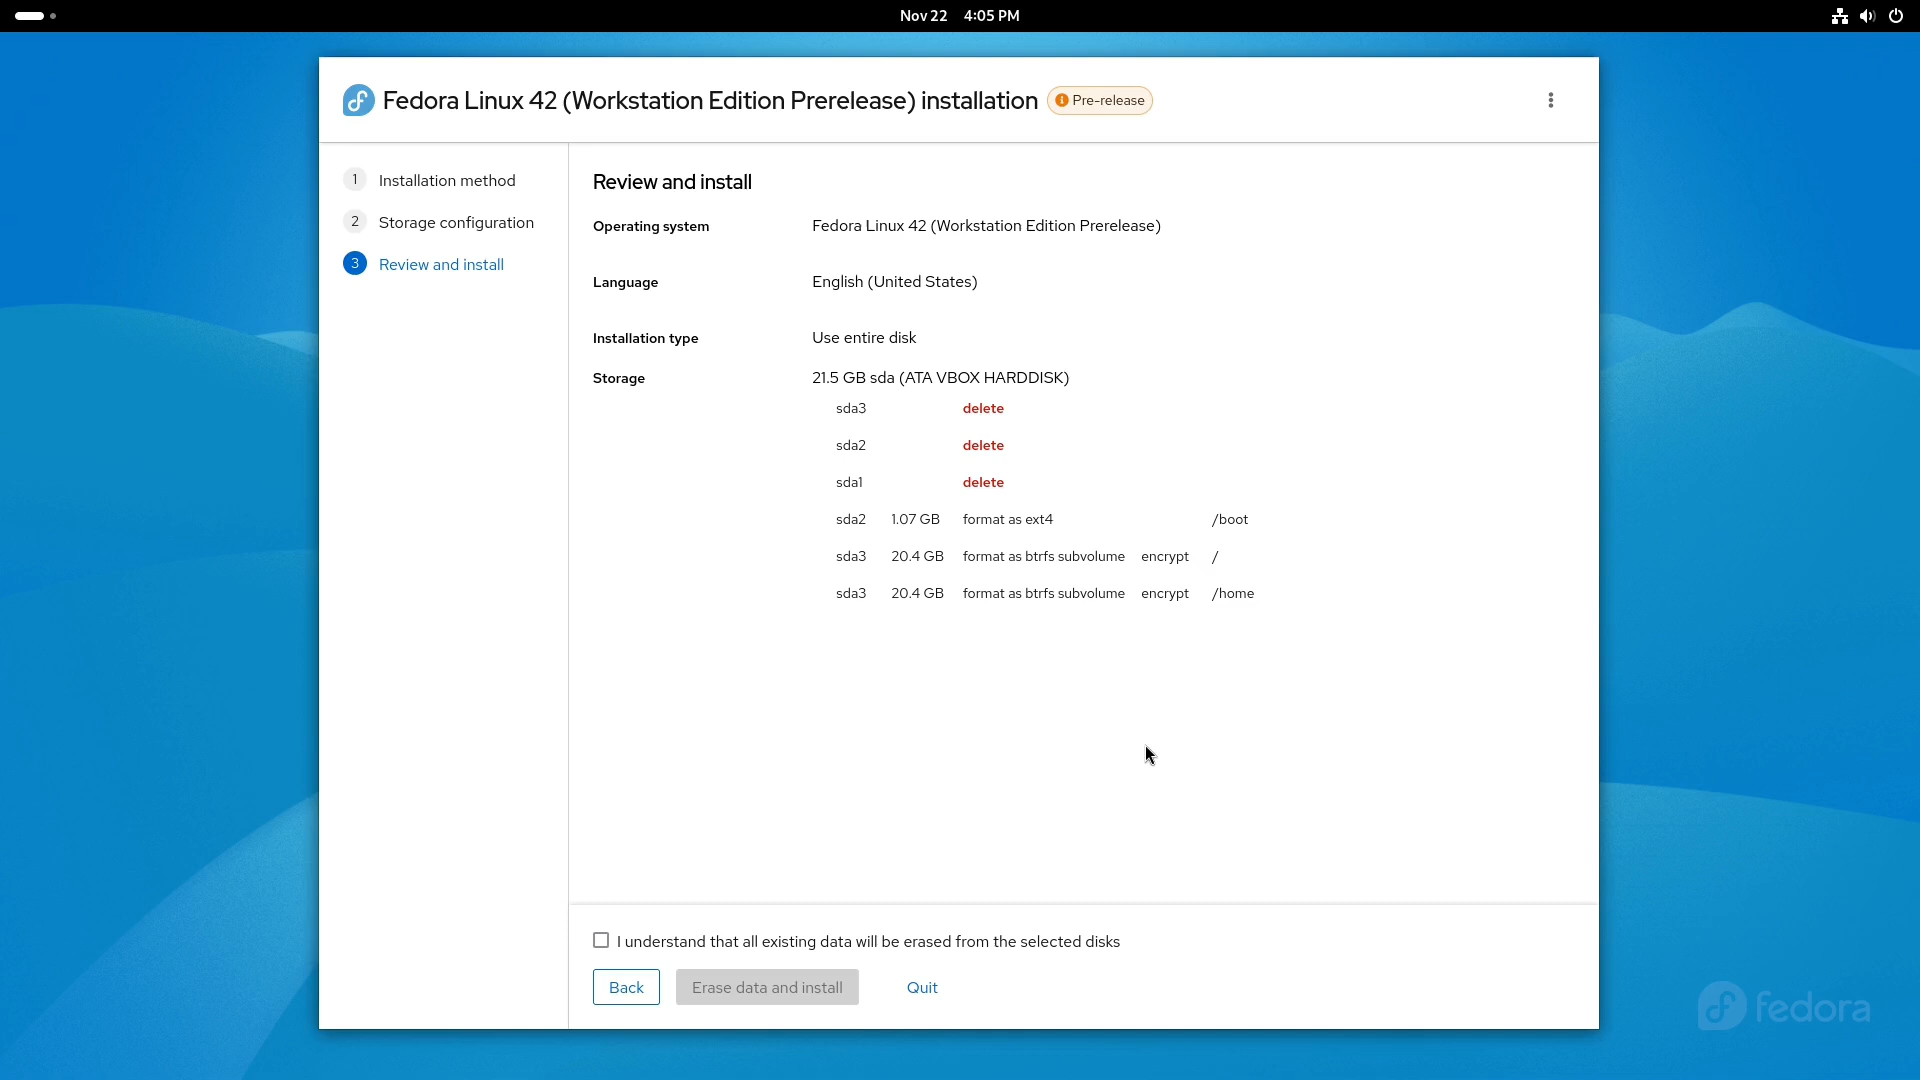 Nov 22 4:05 PM
Fedora Linux 42 (Workstation Edition Prerelease) installation Pre-release
1 Installation method
2 Storage configuration
3 Review and install
Review and install
Operating system Fedora Linux 42 (Workstation Edition Prerelease)
Language English (United States)
Installation type Use entire disk
Storage 21.5 GB sda (ATA VBOX HARDDISK)
sda3 delete
sda2 delete
sda1 delete
sda2 1.07 GB format as ext4 /boot
sda3 20.4 GB format as btrfs subvolume encrypt /
sda3 20.4 GB format as btrfs subvolume encrypt /home
I understand that all existing data will be erased from the selected disks
Back Erase data and install Quit
fedora